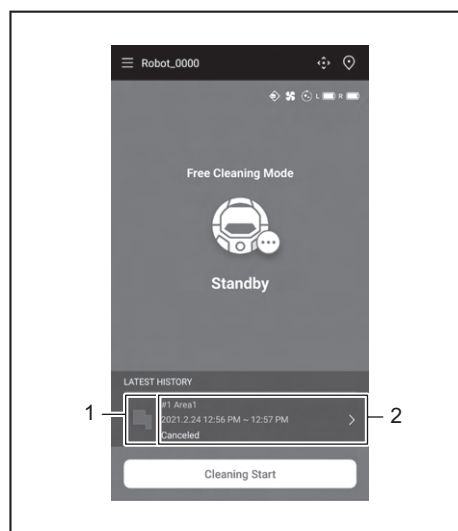 Robot_0000
L R
Free Cleaning Mode
Standby
LATEST HISTORY
#1 Area1
2021.2.24 12:56 PM ~ 12:57 PM
Canceled
1
2
Cleaning Start